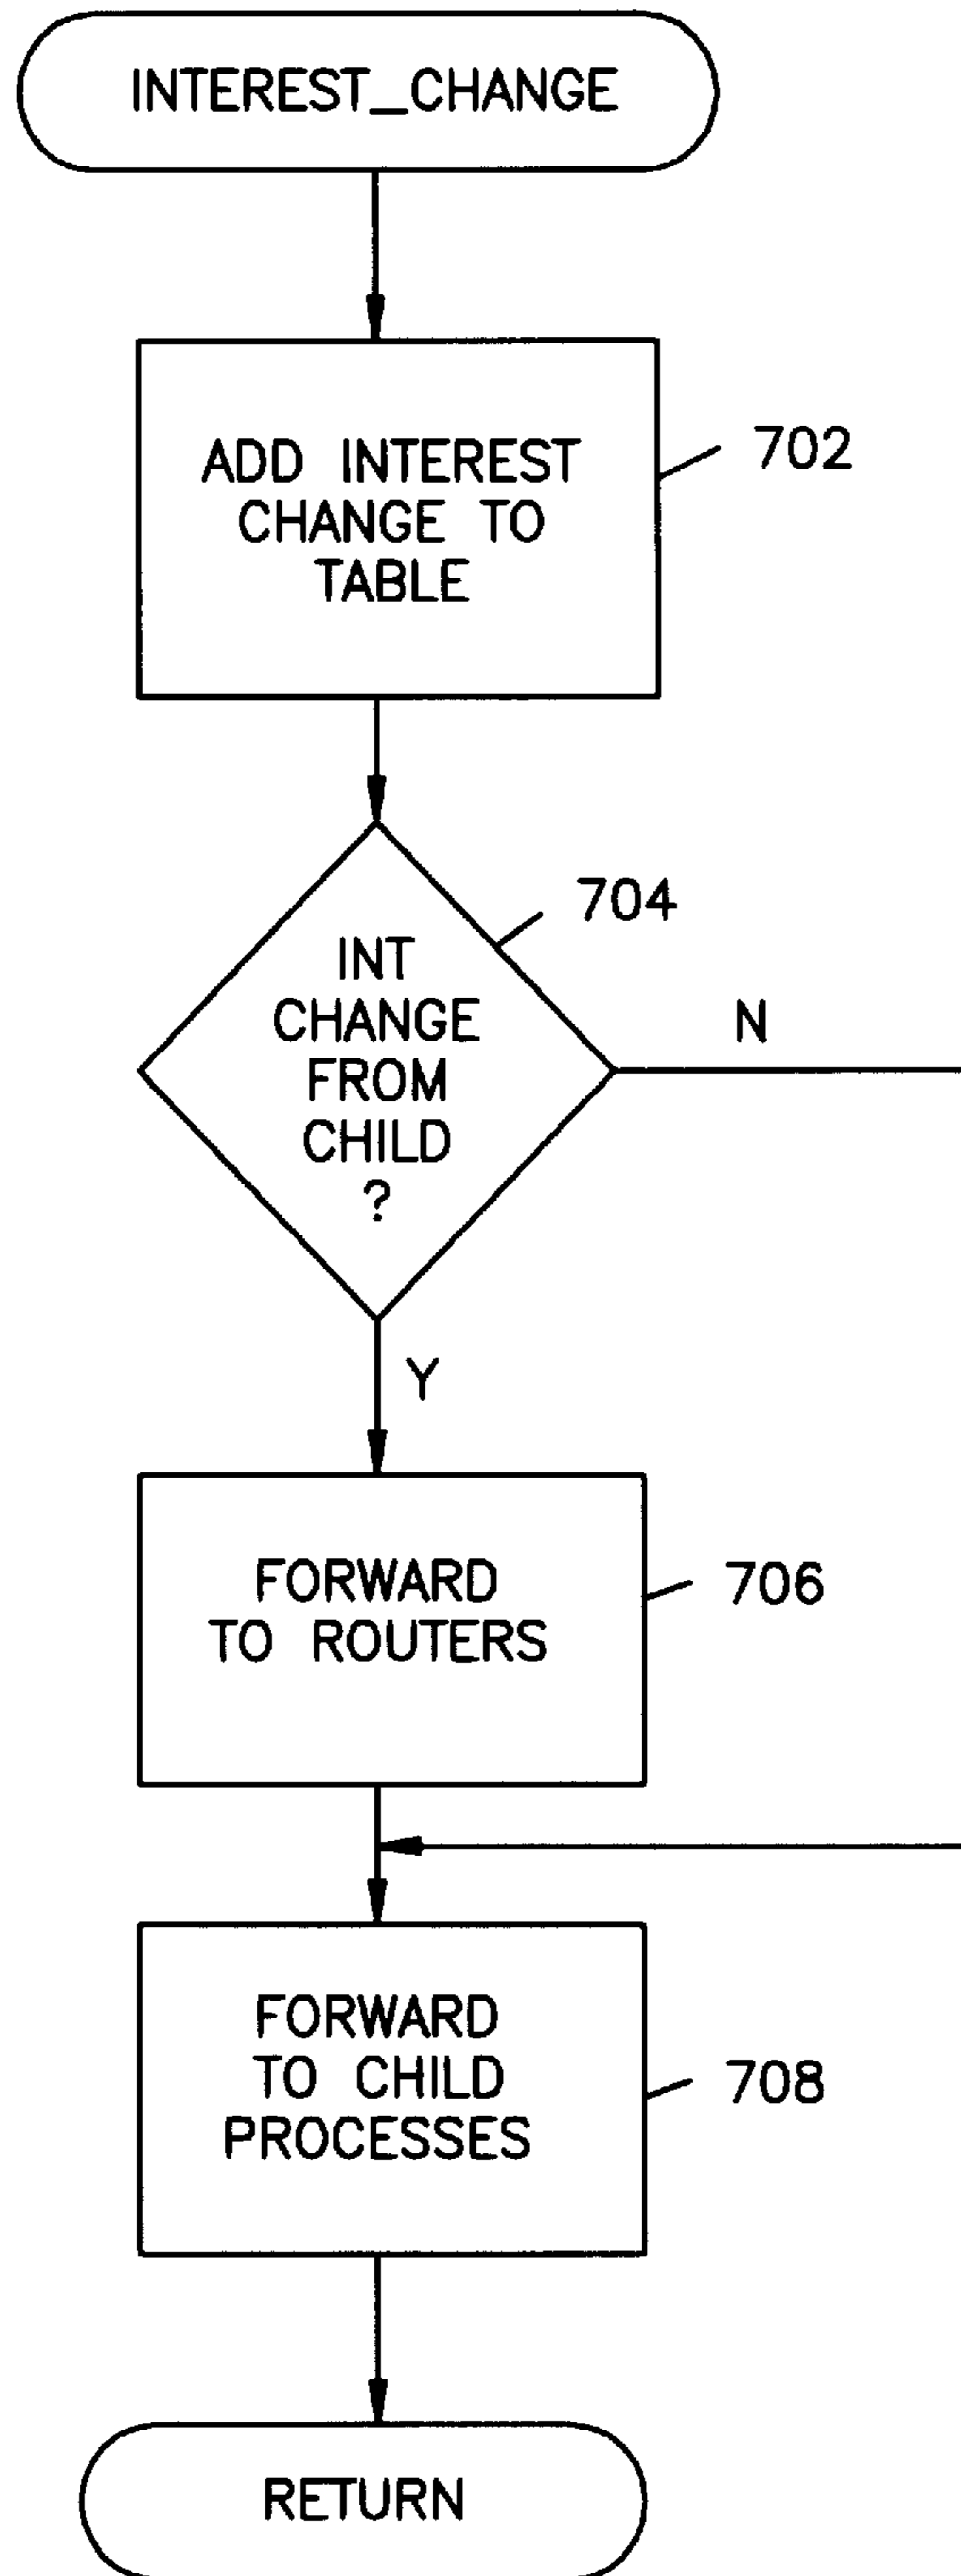 INTEREST_CHANGE
ADD INTEREST
CHANGE TO
TABLE
702
704
INT
CHANGE
FROM
CHILD
?
N
Y
FORWARD
TO ROUTERS
706
FORWARD
TO CHILD
PROCESSES
708
RETURN